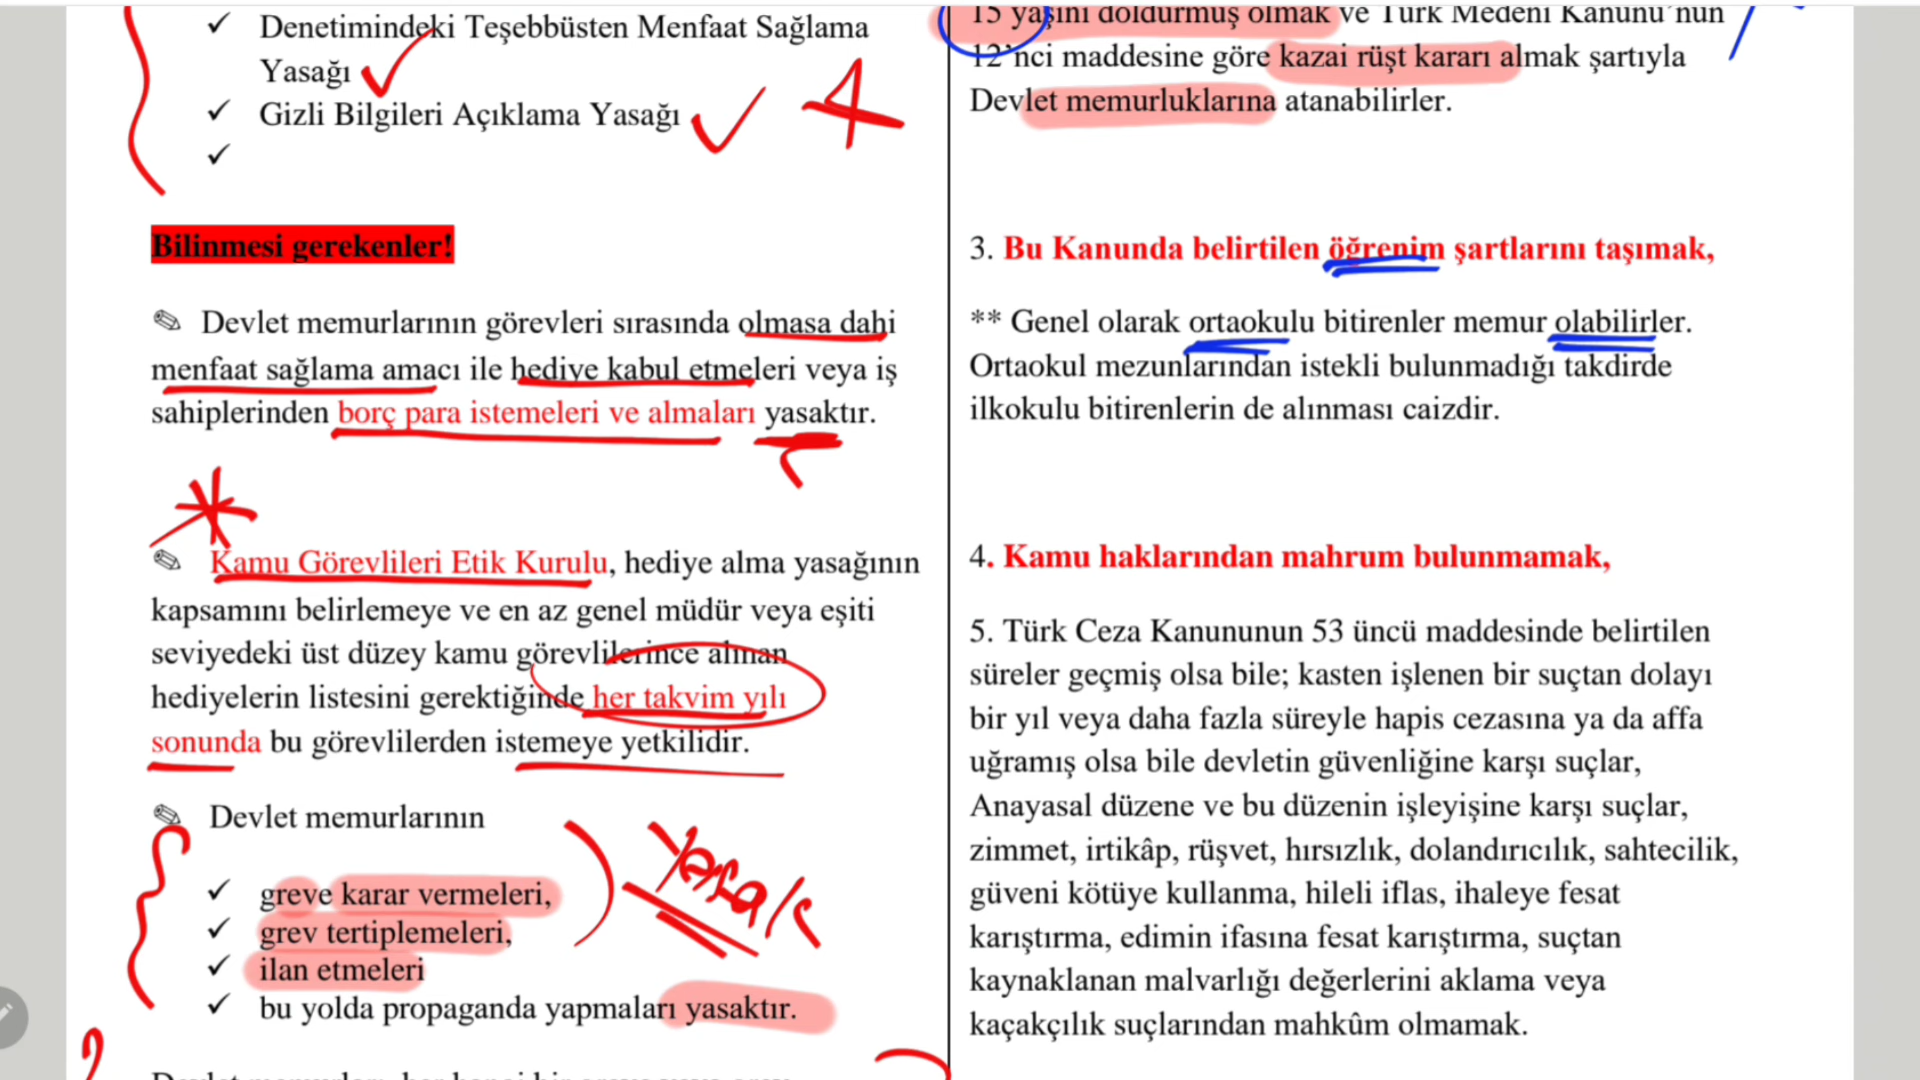 Denetimindeki Teşebbüsten Menfaat Sağlama
Yasağı
Gizli Bilgileri Açıklama Yasağı
4
Bilinmesi gerekenler!
Devlet memurlarının görevleri sırasında olmasa dahi
menfaat sağlama amacı ile hediye kabul etmeleri veya iş
sahiplerinden borç para istemeleri ve almaları yasaktır.
Kamu Görevlileri Etik Kurulu, hediye alma yasağının
kapsamını belirlemeye ve en az genel müdür veya eşiti
seviyedeki üst düzey kamu görevlilerince alınan
hediyelerin listesini gerektiğinde her takvim yılı
sonunda bu görevlilerden istemeye yetkilidir.
Devlet memurlarının
greve karar vermeleri,
grev tertiplemeleri,
ilan etmeleri
bu yolda propaganda yapmaları yasaktır.
Yasak
15 yaşını doldurmuş olmak ve Türk Medeni Kanunu'nun
12'nci maddesine göre kazai rüşt kararı almak şartıyla
Devlet memurluklarına atanabilirler.
3. Bu Kanunda belirtilen öğrenim şartlarını taşımak,
** Genel olarak ortaokulu bitirenler memur olabilirler.
Ortaokul mezunlarından istekli bulunmadığı takdirde
ilkokulu bitirenlerin de alınması caizdir.
4. Kamu haklarından mahrum bulunmamak,
5. Türk Ceza Kanununun 53 üncü maddesinde belirtilen
süreler geçmiş olsa bile; kasten işlenen bir suçtan dolayı
bir yıl veya daha fazla süreyle hapis cezasına ya da affa
uğramış olsa bile devletin güvenliğine karşı suçlar,
Anayasal düzene ve bu düzenin işleyişine karşı suçlar,
zimmet, irtikâp, rüşvet, hırsızlık, dolandırıcılık, sahtecilik,
güveni kötüye kullanma, hileli iflas, ihaleye fesat
karıştırma, edimin ifasına fesat karıştırma, suçtan
kaynaklanan malvarlığı değerlerini aklama veya
kaçakçılık suçlarından mahkûm olmamak.